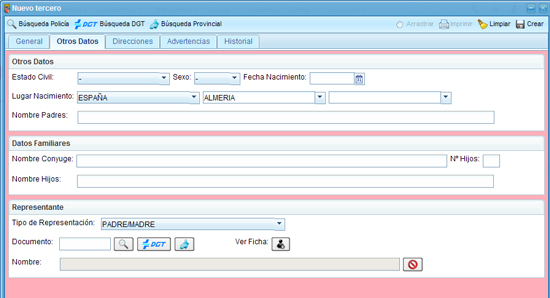 Nuevo tercero
Búsqueda Policía DGT Búsqueda DGT Búsqueda Provincial Arrastrar Imprimir Limpiar Crear
General Otros Datos Direcciones Advertencias Historial
Otros Datos
Estado Civil: - Sexo: - Fecha Nacimiento:
Lugar Nacimiento: ESPAÑA ALMERIA
Nombre Padres:
Datos Familiares
Nombre Conyuge: Nº Hijos:
Nombre Hijos:
Representante
Tipo de Representación: PADRE/MADRE
Documento: DGT Ver Ficha:
Nombre: